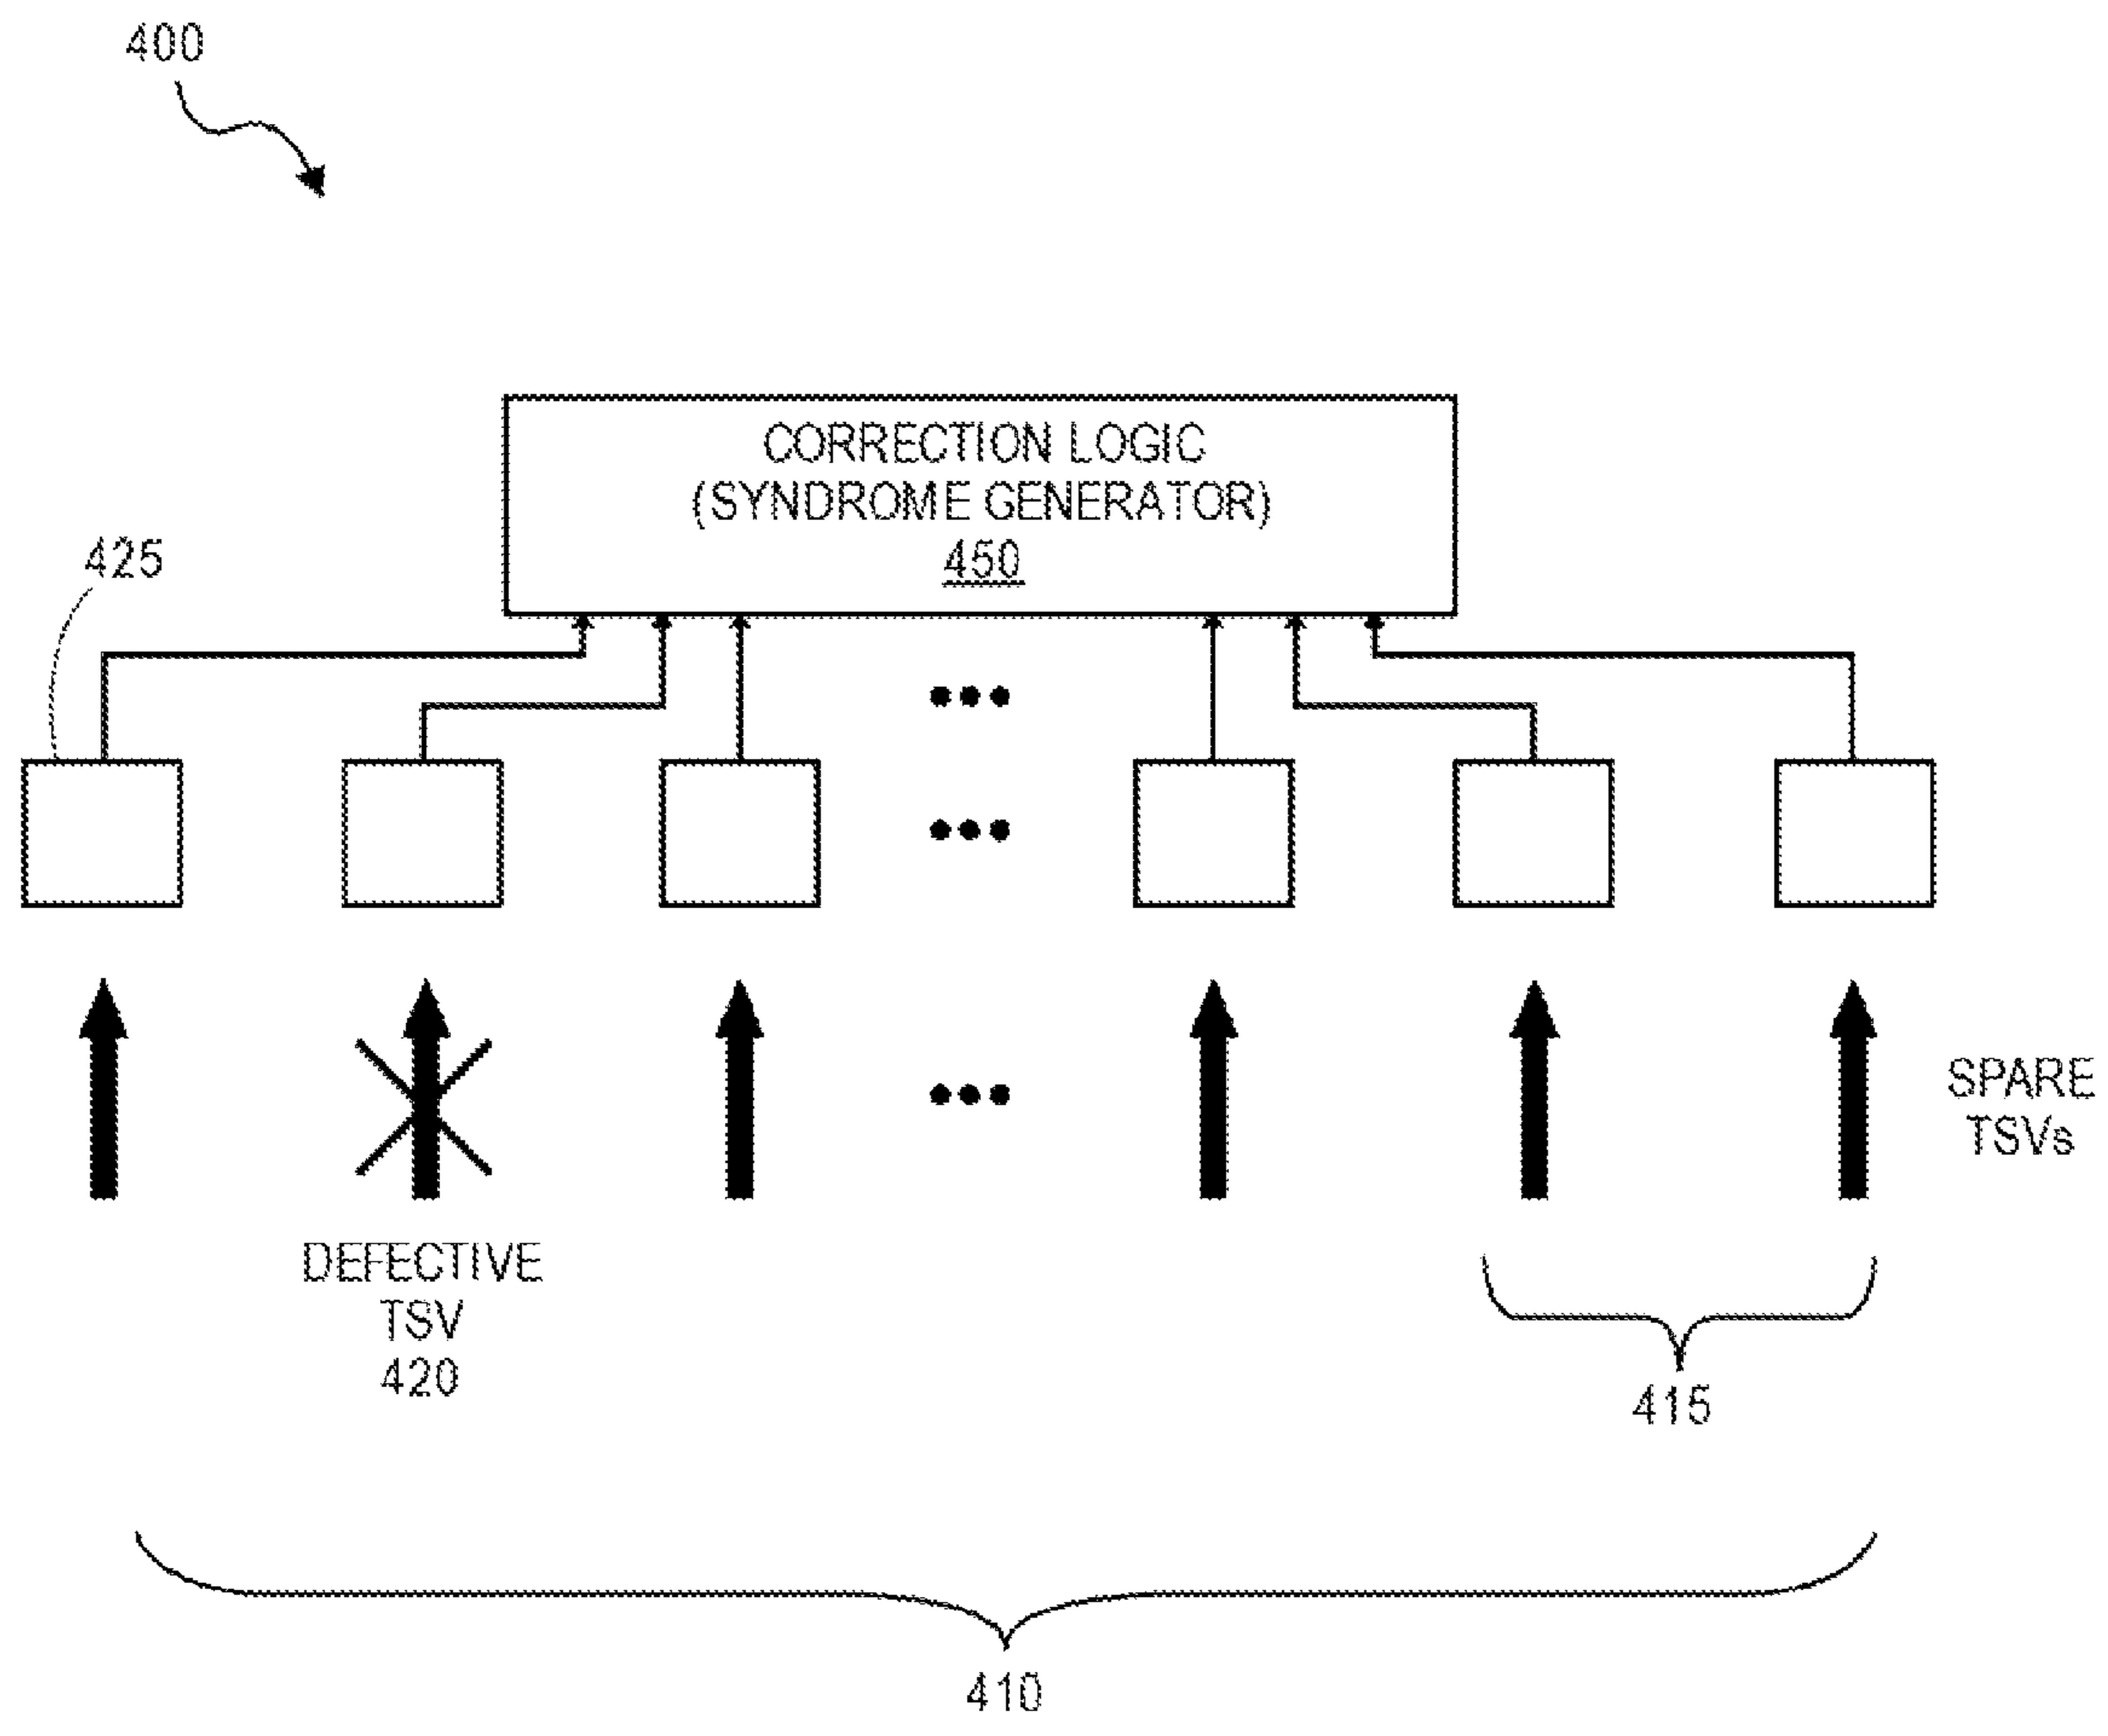 400
CORRECTION LOGIC
(SYNDROME GENERATOR)
450
425
SPARE
TSVs
DEFECTIVE
TSV
420
415
410